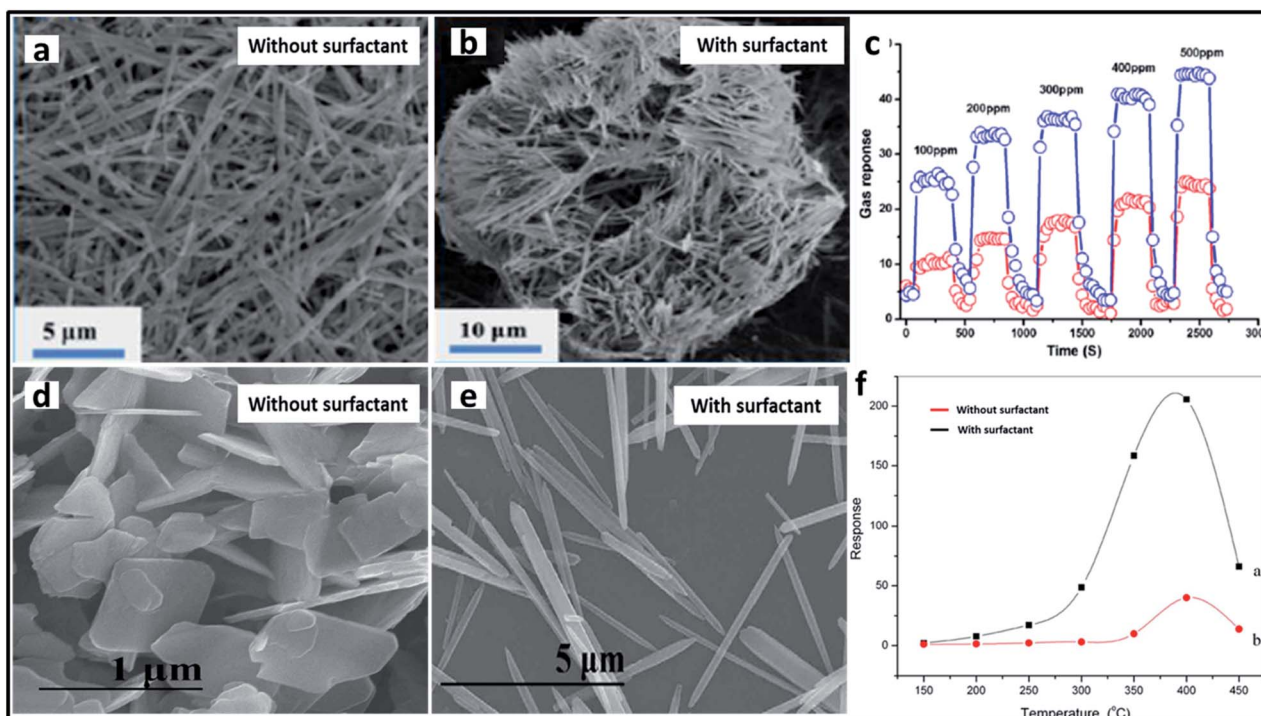 a
Without surfactant
5 μm
b
With surfactant
10 μm
c
Gas reponse
0
10
20
30
40
100ppm
200ppm
300ppm
400ppm
500ppm
0
500
1000
1500
2000
2500
3000
Time (S)
d
Without surfactant
1 μm
e
With surfactant
5 μm
f
Without surfactant
With surfactant
Response
200
150
100
50
0
a
b
150
200
250
300
350
400
450
Temperature (°C)